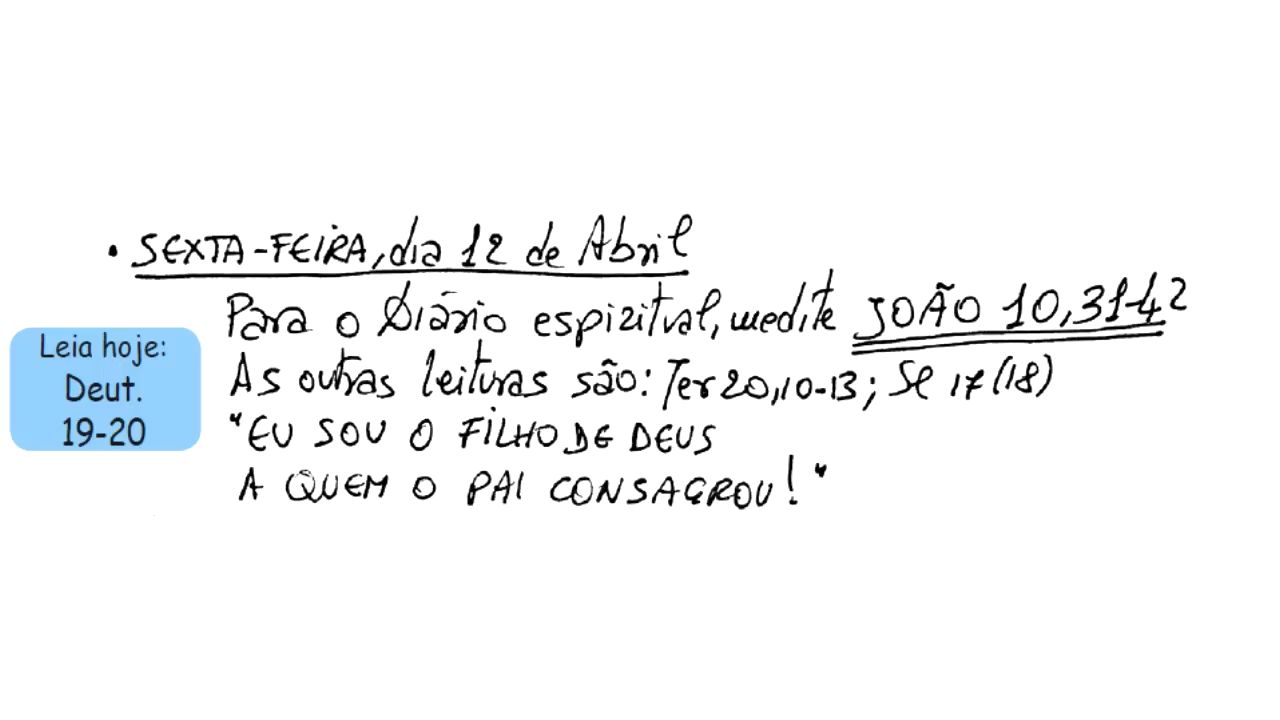 • SEXTA-FEIRA, dia 12 de Abril
Para o Diário espiritual, medite JOÃO 10,31-42
As outras leituras são: Jer 20,10-13; Sl 17 (18)
"EU SOU O FILHO DE DEUS
A QUEM O PAI CONSAGROU!"
Leia hoje:
Deut.
19-20